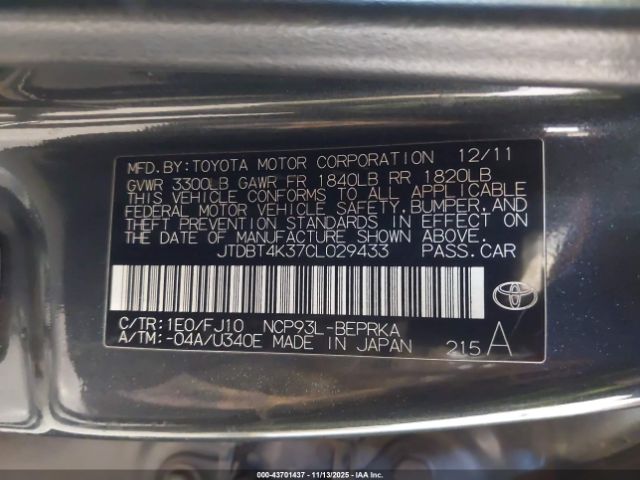 MFD. BY:TOYOTA MOTOR CORPORATION 12/11
GVWR 3300LB GAWR FR 1840LB RR 1820LB
THIS VEHICLE CONFORMS TO ALL APPLICABLE
FEDERAL MOTOR VEHICLE SAFETY, BUMPER, AND
THEFT PREVENTION STANDARDS IN EFFECT ON
THE DATE OF MANUFACTURE SHOWN ABOVE.
JTDBT4K37CL029433 PASS. CAR
C/TR:1E0/FJ10 NCP93L-BEPRKA
A/TM:-04A/U340E MADE IN JAPAN 215 A
TOYOTA
000-43701437 - 11/13/2025 - IAAI.CA